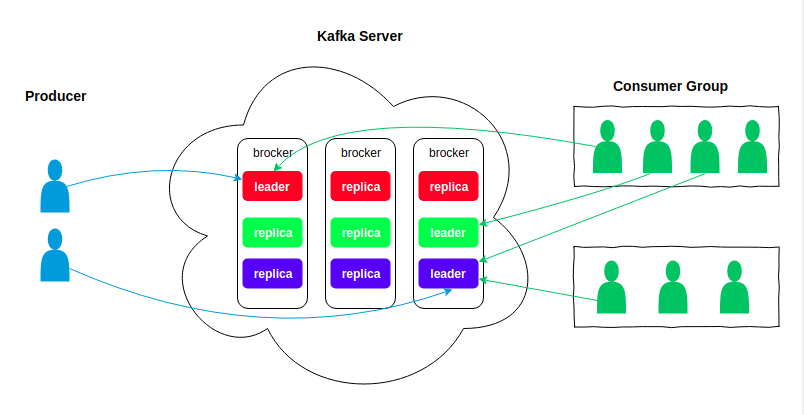 Kafka Server
Producer
Consumer Group
brocker brocker brocker
leader replica replica
replica replica leader
replica replica leader